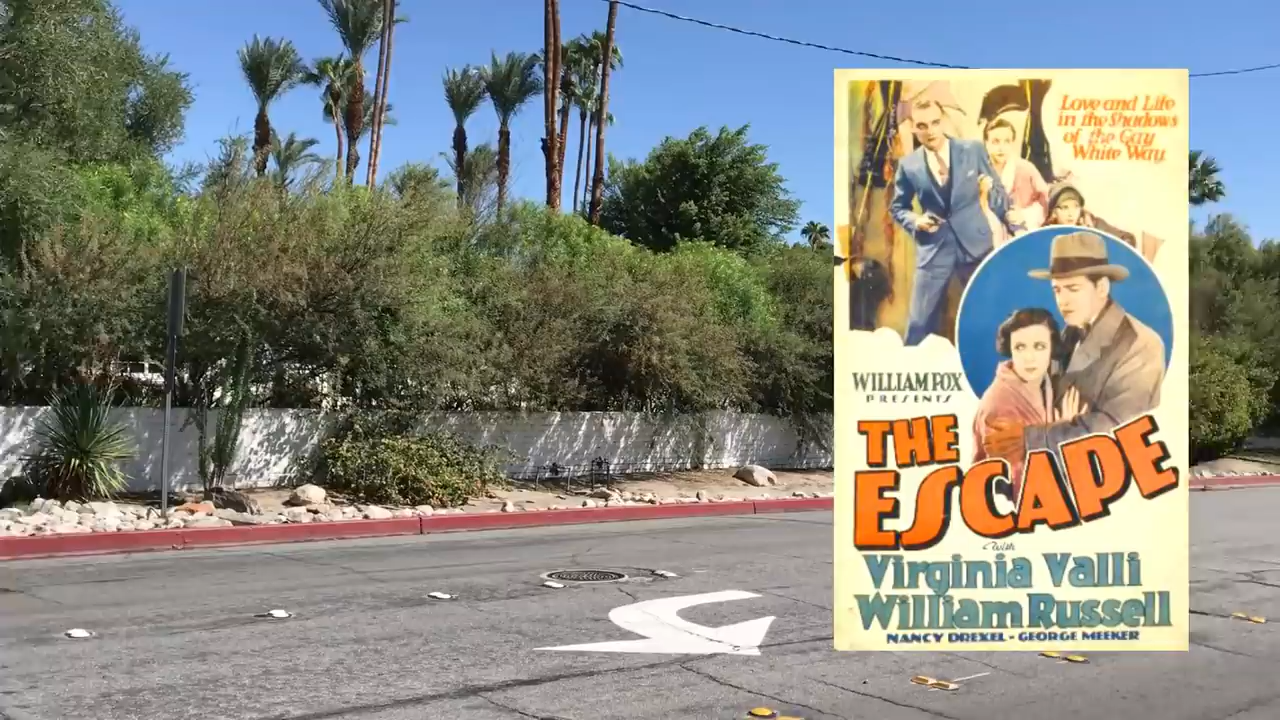 Love and Life
in the Shadows
of the Gay
White Way
WILLIAM FOX
PRESENTS
THE
ESCAPE
With
Virginia Valli
William Russell
NANCY DREXEL - GEORGE MEEKER